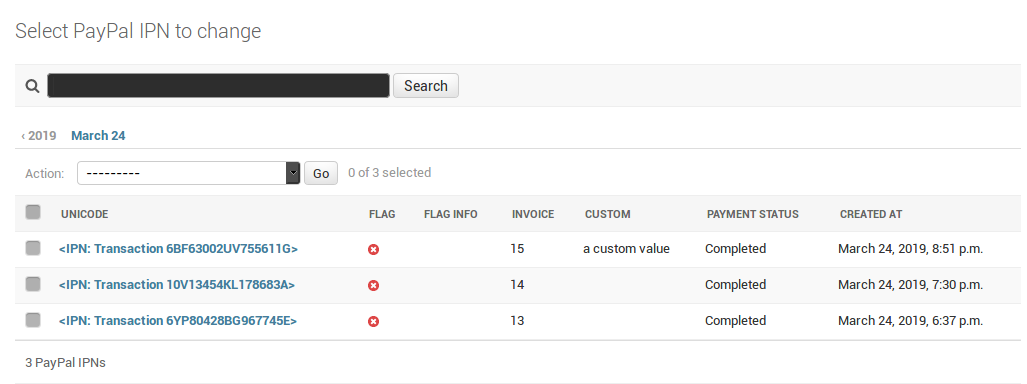 Select PayPal IPN to change
Search
‹ 2019 March 24
Action: --------- Go 0 of 3 selected
UNICODE FLAG FLAG INFO INVOICE CUSTOM PAYMENT STATUS CREATED AT
<IPN: Transaction 6BF63002UV755611G> 15 a custom value Completed March 24, 2019, 8:51 p.m.
<IPN: Transaction 10V13454KL178683A> 14 Completed March 24, 2019, 7:30 p.m.
<IPN: Transaction 6YP80428BG967745E> 13 Completed March 24, 2019, 6:37 p.m.
3 PayPal IPNs